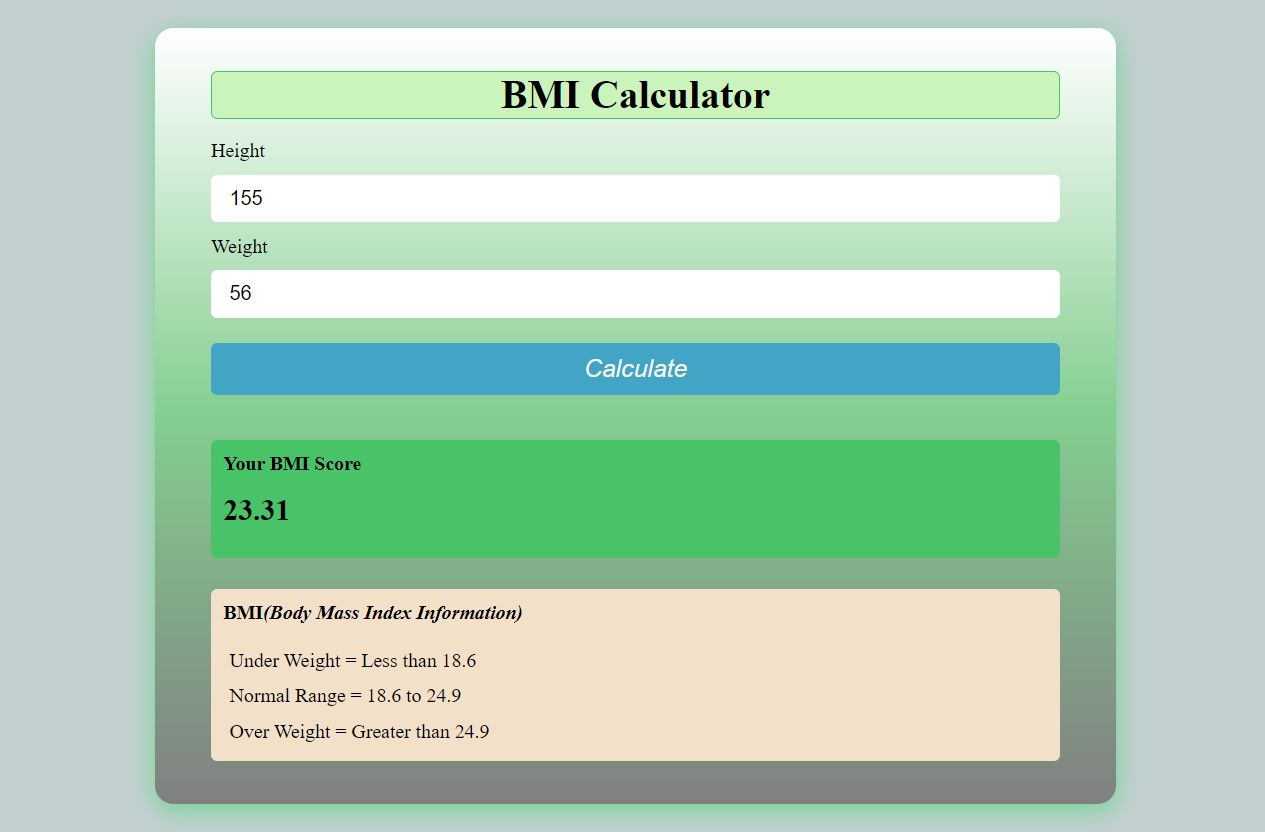 BMI Calculator
Height
155
Weight
56
Calculate
Your BMI Score
23.31
BMI(Body Mass Index Information)
Under Weight = Less than 18.6
Normal Range = 18.6 to 24.9
Over Weight = Greater than 24.9